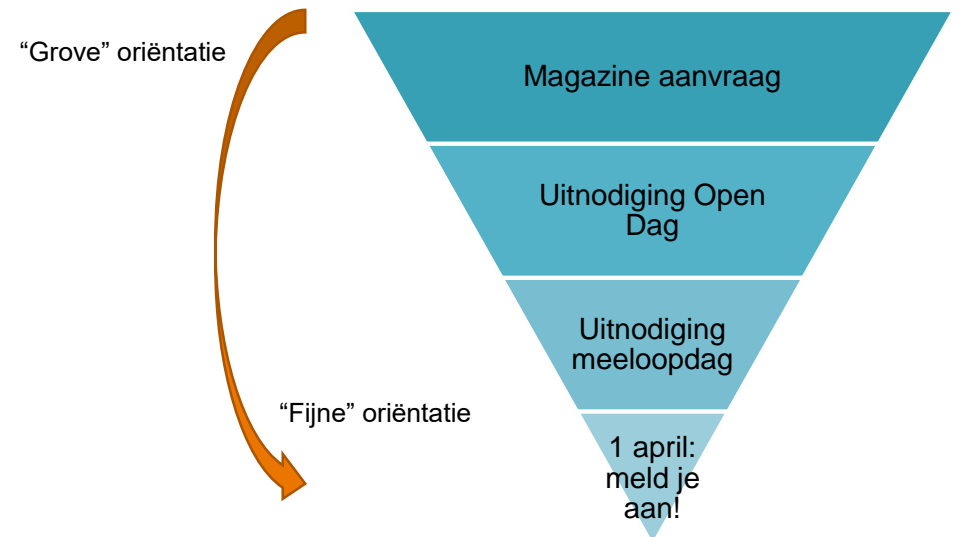 “Grove” oriëntatie
Magazine aanvraag
Uitnodiging Open
Dag
Uitnodiging
meeloopdag
“Fijne” oriëntatie
1 april:
meld je
aan!